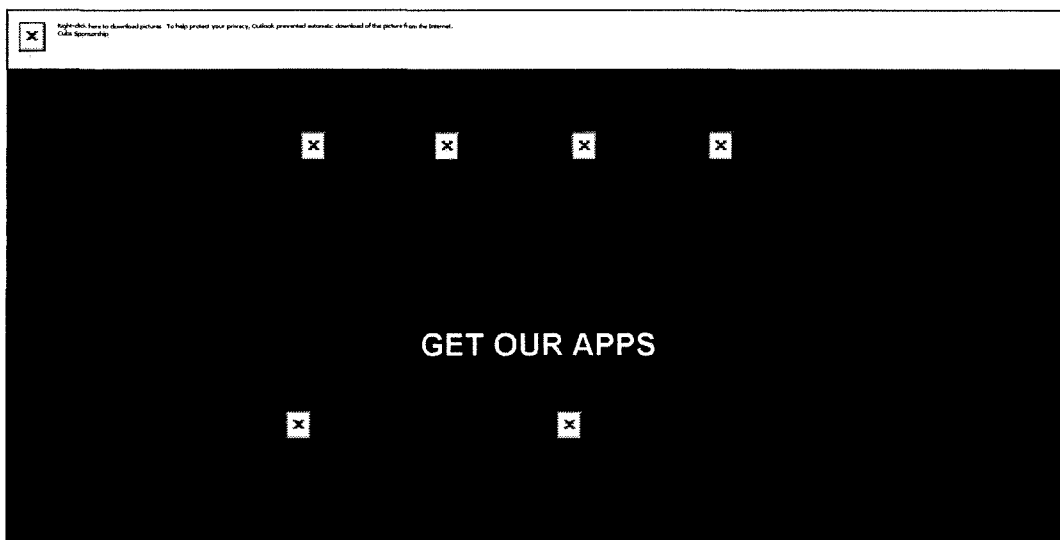 Right-click here to download pictures. To help protect your privacy, Outlook prevented automatic download of this picture from the Internet.
Cubs Sponsorship
GET OUR APPS